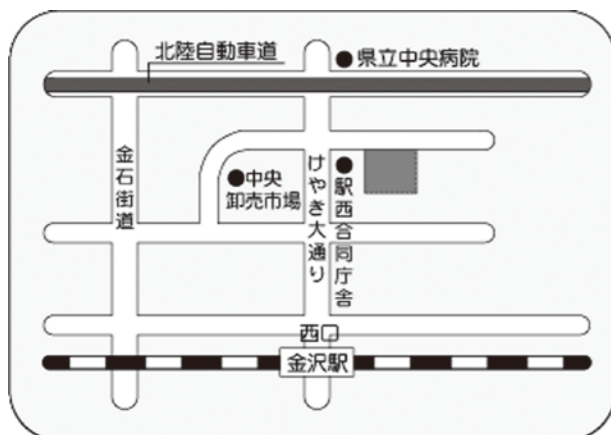 北陸自動車道
県立中央病院
金石街道
中央
卸売市場
けやき大通り
駅西合同庁舎
西口
金沢駅